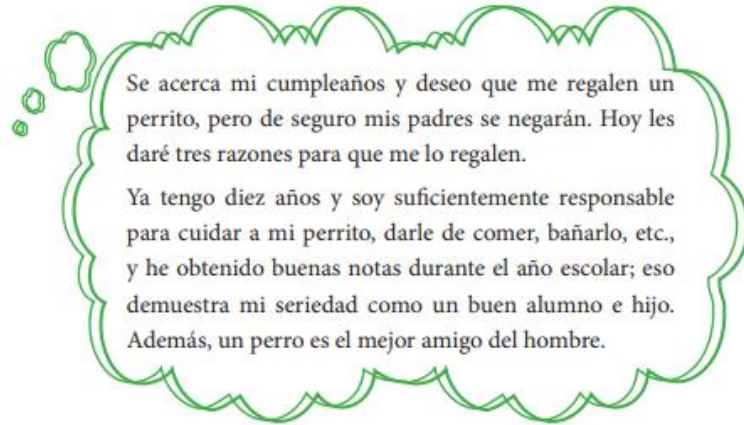 Se acerca mi cumpleaños y deseo que me regalen un
perrito, pero de seguro mis padres se negarán. Hoy les
daré tres razones para que me lo regalen.
Ya tengo diez años y soy suficientemente responsable
para cuidar a mi perrito, darle de comer, bañarlo, etc.,
y he obtenido buenas notas durante el año escolar; eso
demuestra mi seriedad como un buen alumno e hijo.
Además, un perro es el mejor amigo del hombre.